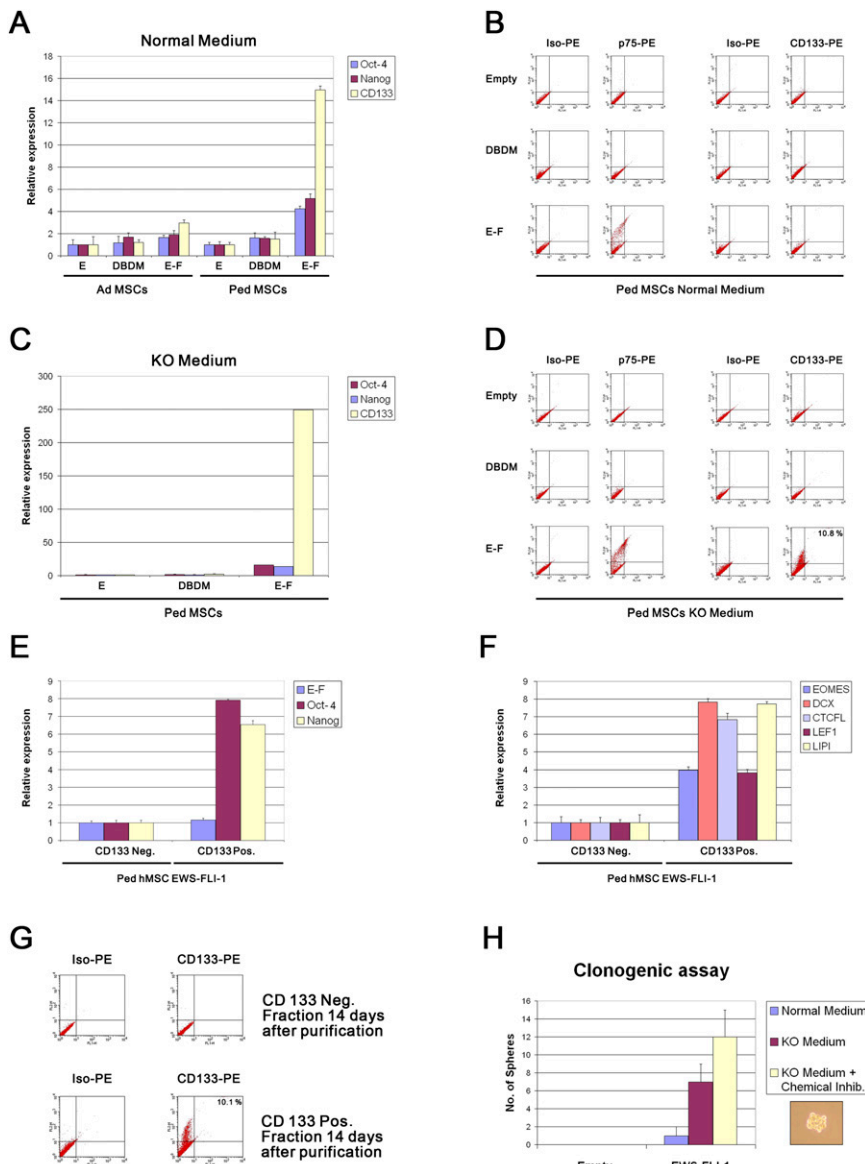 A
Normal Medium
Oct-4
Nanog
CD133
Relative expression
18
16
14
12
10
8
6
4
2
0
E DBDM E-F E DBDM E-F
Ad MSCs Ped MSCs
B
Iso-PE p75-PE Iso-PE CD133-PE
Empty
DBDM
E-F
Ped MSCs Normal Medium
C
KO Medium
Oct-4
Nanog
CD133
Relative expression
300
250
200
150
100
50
0
E DBDM E-F
Ped MSCs
D
Iso-PE p75-PE Iso-PE CD133-PE
Empty
DBDM
E-F
10.8 %
Ped MSCs KO Medium
E
E-F
Oct-4
Nanog
Relative expression
9
8
7
6
5
4
3
2
1
0
CD133 Neg. CD133 Pos.
Ped hMSC EWS-FLI-1
F
EOMES
DCX
CTCFL
LEF1
LIPI
Relative expression
9
8
7
6
5
4
3
2
1
0
CD133 Neg. CD133 Pos.
Ped hMSC EWS-FLI-1
G
Iso-PE CD133-PE
CD 133 Neg.
Fraction 14 days
after purification
Iso-PE CD133-PE
10.1 %
CD 133 Pos.
Fraction 14 days
after purification
H
Clonogenic assay
Normal Medium
KO Medium
KO Medium +
Chemical Inhib.
No. of Spheres
16
14
12
10
8
6
4
2
0
Empty EWS-FLI-1